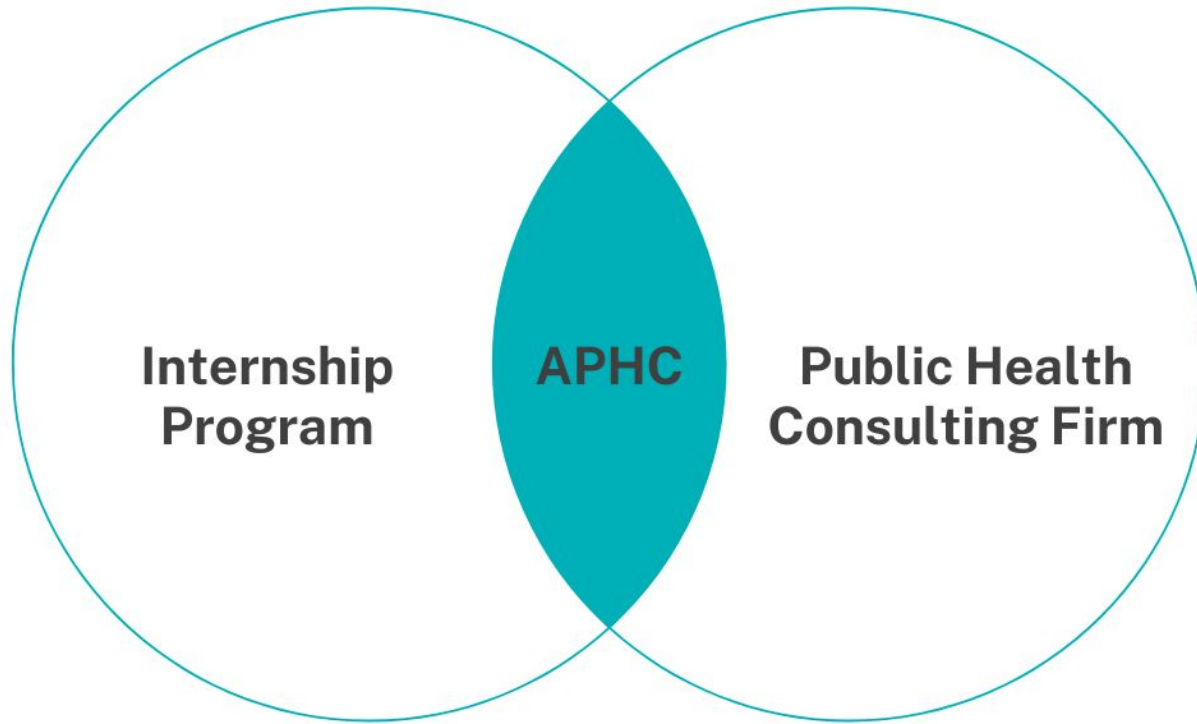 Internship
Program
APHC
Public Health
Consulting Firm